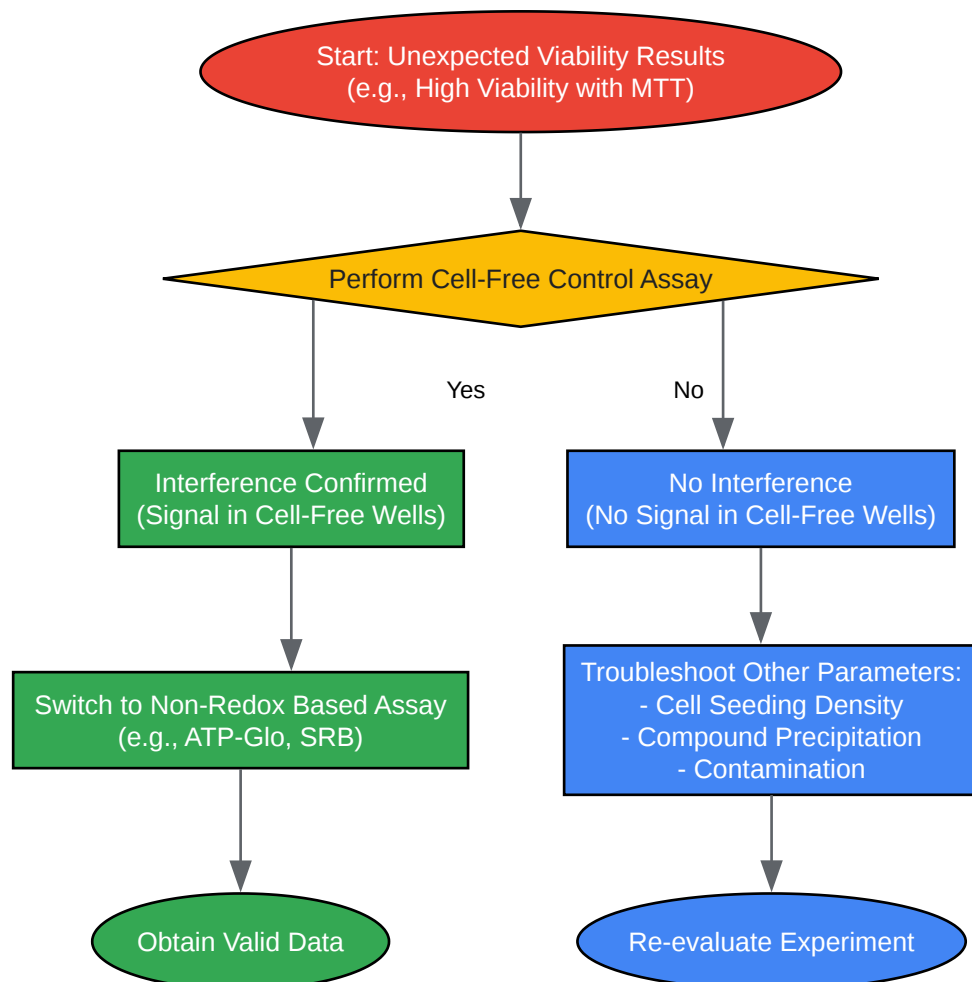 Start: Unexpected Viability Results
(e.g., High Viability with MTT)
Perform Cell-Free Control Assay
Yes
No
Interference Confirmed
(Signal in Cell-Free Wells)
No Interference
(No Signal in Cell-Free Wells)
Switch to Non-Redox Based Assay
(e.g., ATP-Glo, SRB)
Troubleshoot Other Parameters:
- Cell Seeding Density
- Compound Precipitation
- Contamination
Obtain Valid Data
Re-evaluate Experiment